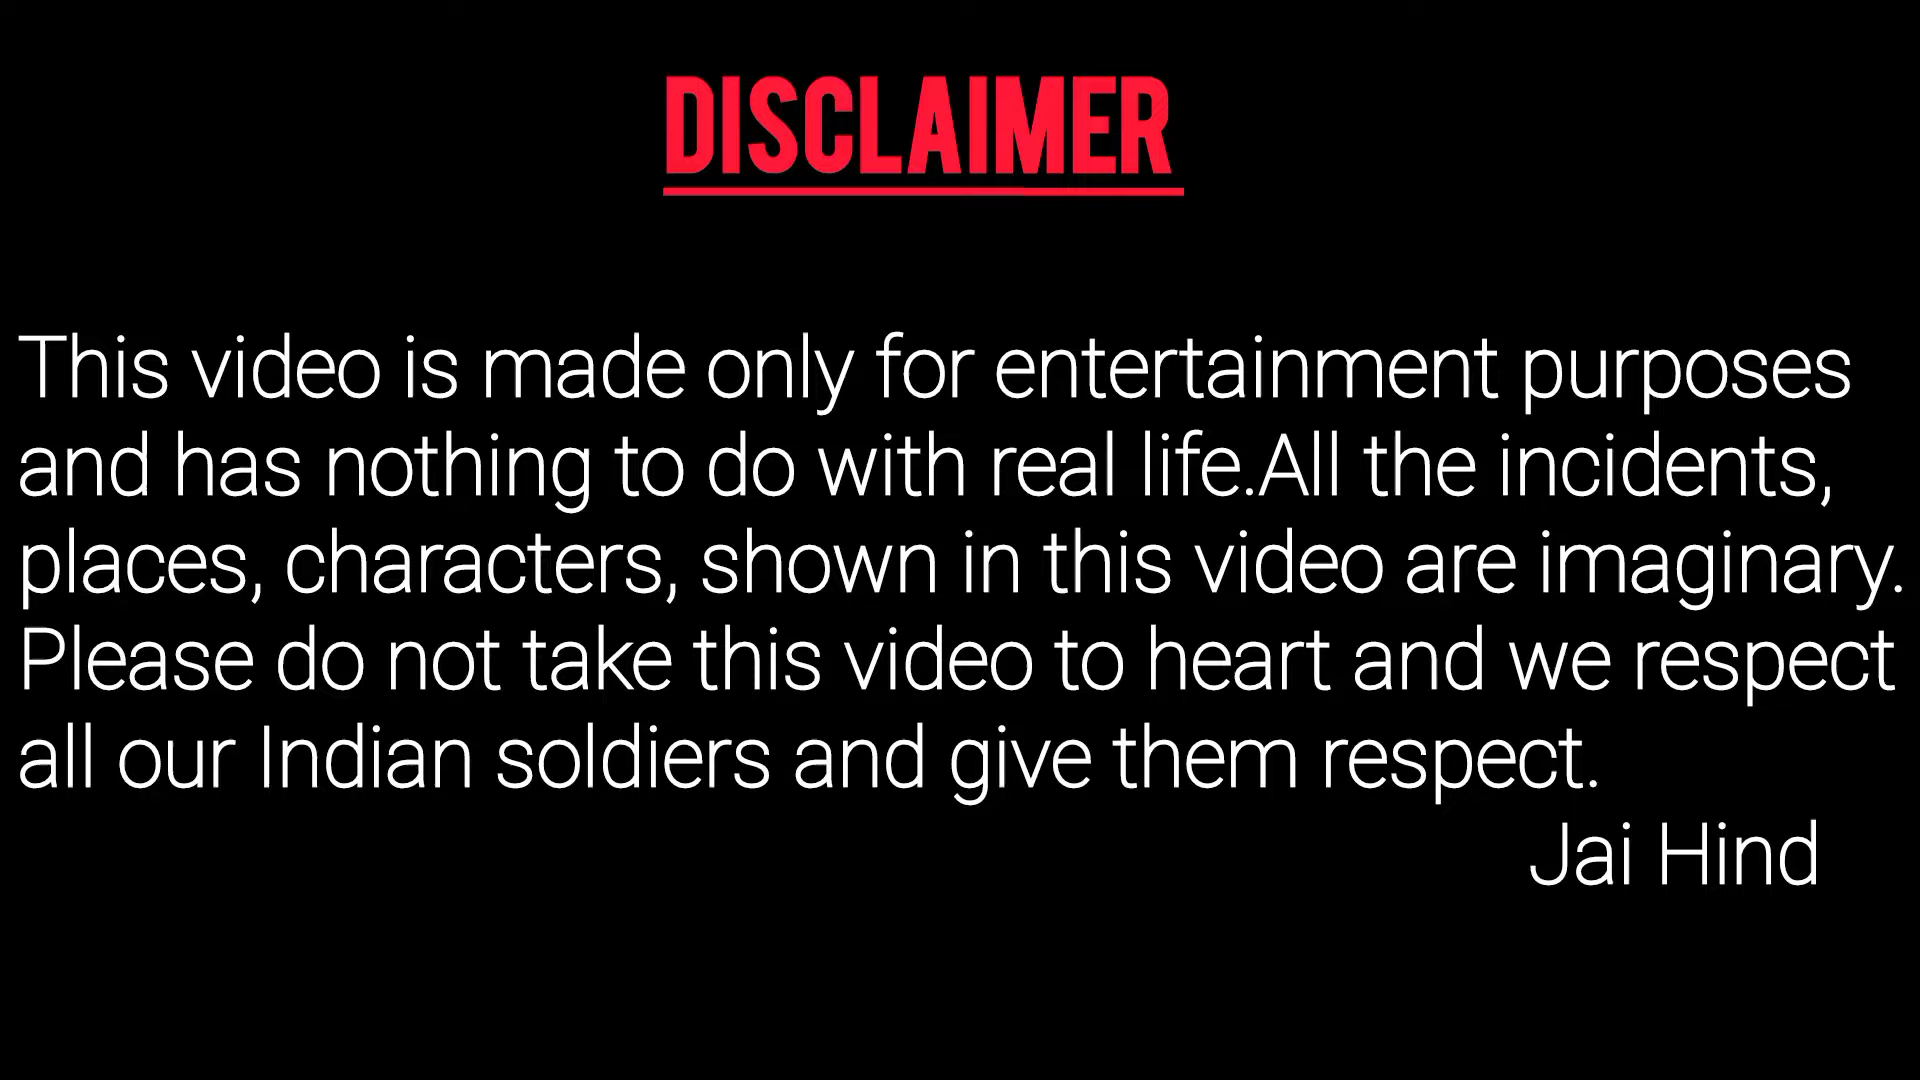 DISCLAIMER
This video is made only for entertainment purposes
and has nothing to do with real life.All the incidents,
places, characters, shown in this video are imaginary.
Please do not take this video to heart and we respect
all our Indian soldiers and give them respect.
Jai Hind